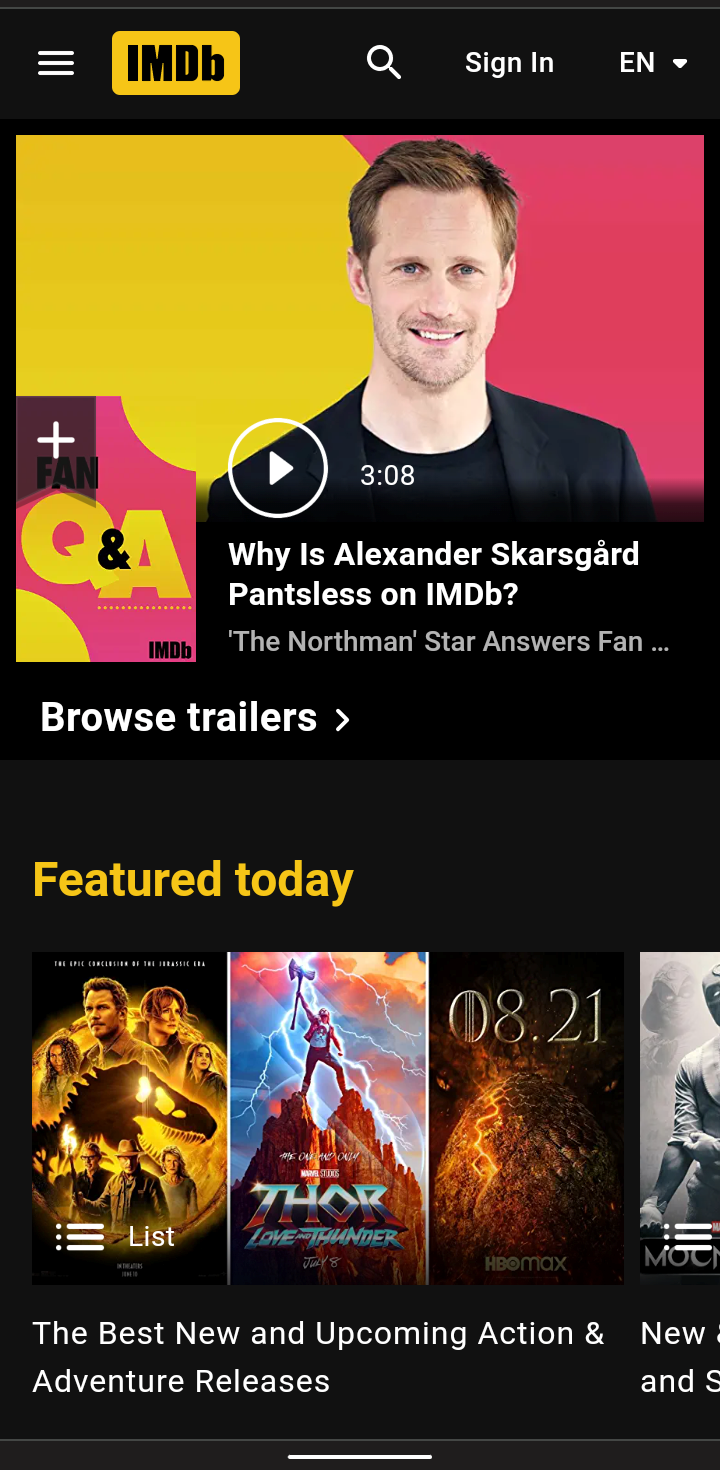 IMDb
Sign In
EN
FAN
Q&A
IMDb
3:08
Why Is Alexander Skarsgård
Pantsless on IMDb?
'The Northman' Star Answers Fan ...
Browse trailers
Featured today
THE EPIC CONCLUSION OF THE JURASSIC ERA
IN THEATERS
JUNE 10
List
THE ONE AND ONLY
MARVEL STUDIOS
THOR
LOVE AND THUNDER
JULY 8
08.21
HBOmax
MOON
The Best New and Upcoming Action &
Adventure Releases
New &
and S